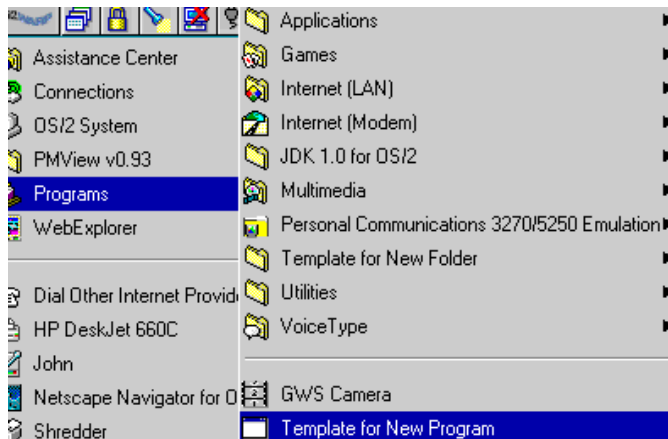 Assistance Center
Connections
OS/2 System
PMView v0.93
Programs
WebExplorer
Dial Other Internet Provid
HP DeskJet 660C
John
Netscape Navigator for O
Shredder
Applications
Games
Internet (LAN)
Internet (Modem)
JDK 1.0 for OS/2
Multimedia
Personal Communications 3270/5250 Emulation
Template for New Folder
Utilities
VoiceType
GWS Camera
Template for New Program